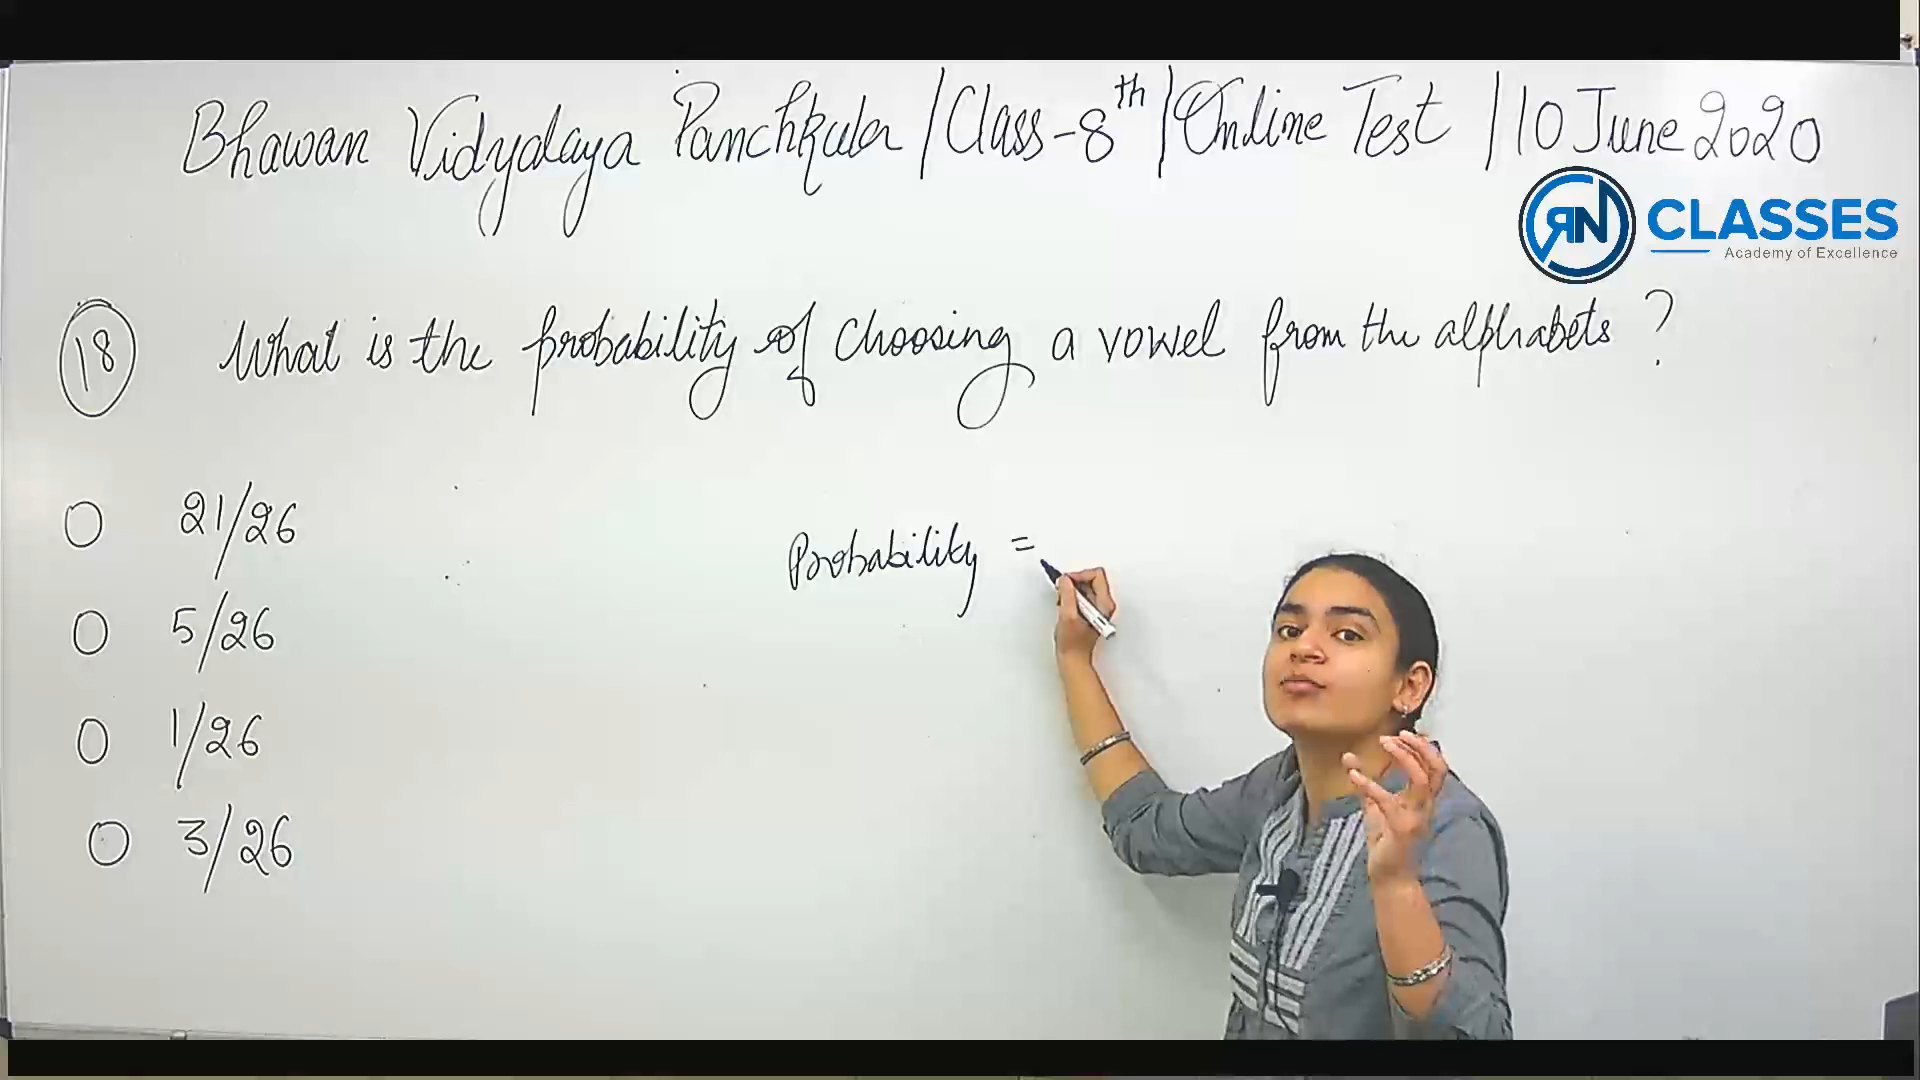 Bhawan Vidyalaya Panchkula / Class-8th / Online Test / 10 June 2020
RN CLASSES
Academy of Excellence
18 What is the probability of choosing a vowel from the alphabets ?
21/26
5/26
1/26
3/26
Probability =